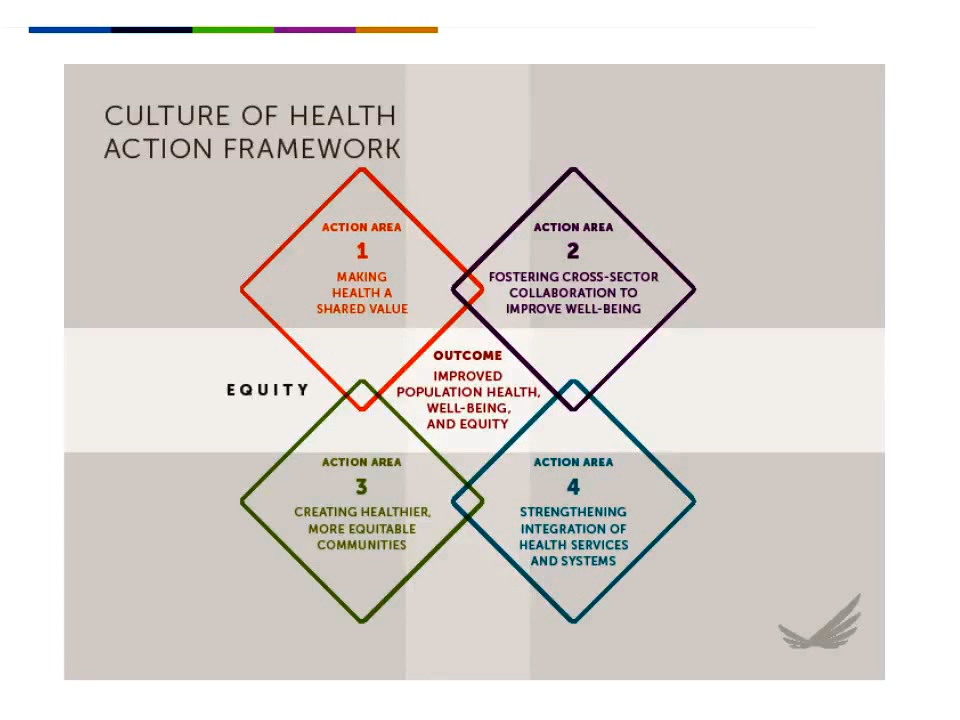 CULTURE OF HEALTH
ACTION FRAMEWORK
ACTION AREA
1
MAKING
HEALTH A
SHARED VALUE
ACTION AREA
2
FOSTERING CROSS-SECTOR
COLLABORATION TO
IMPROVE WELL-BEING
EQUITY
OUTCOME
IMPROVED
POPULATION HEALTH,
WELL-BEING,
AND EQUITY
ACTION AREA
3
CREATING HEALTHIER,
MORE EQUITABLE
COMMUNITIES
ACTION AREA
4
STRENGTHENING
INTEGRATION OF
HEALTH SERVICES
AND SYSTEMS